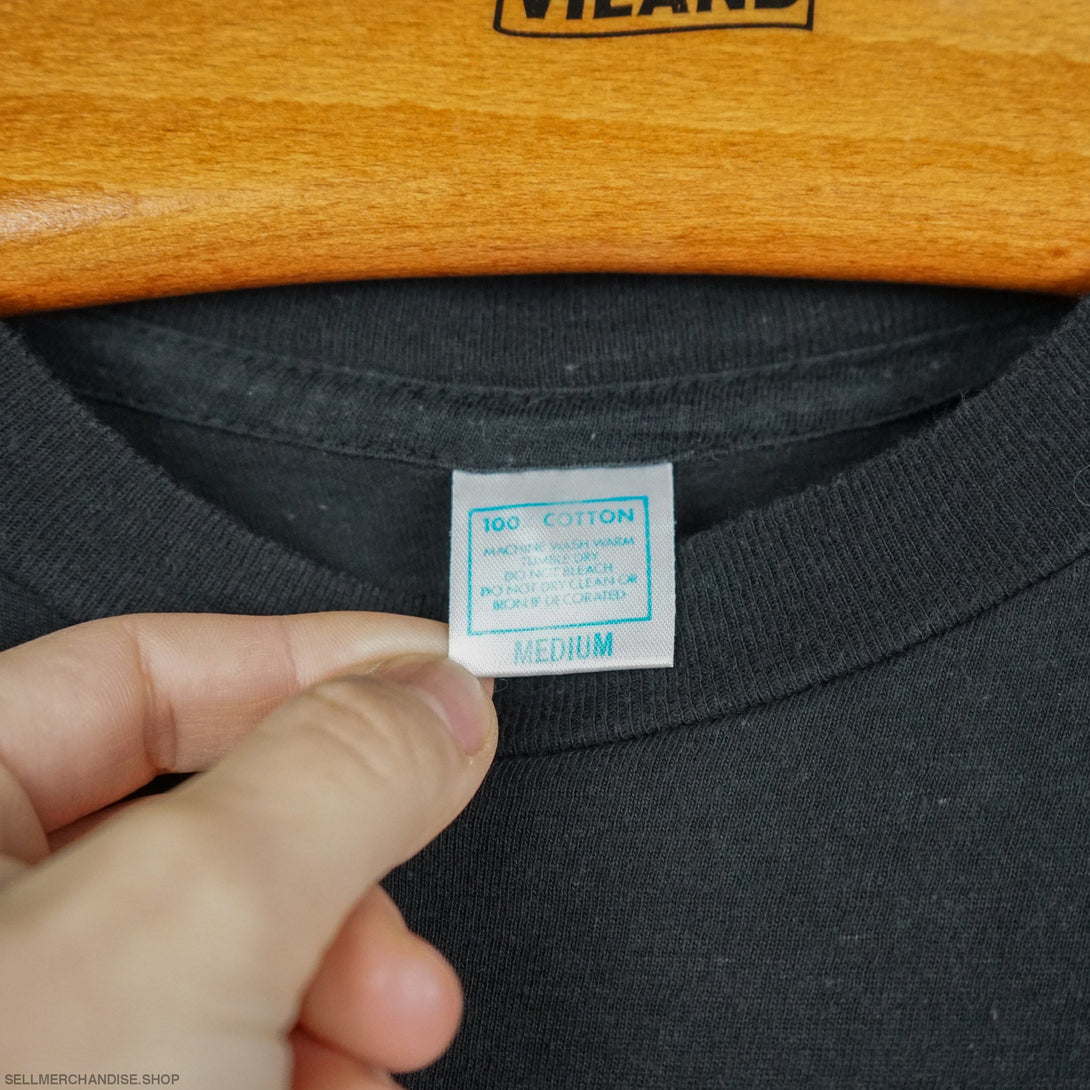 VILAND
100 COTTON
MACHINE WASH WARM
TUMBLE DRY
DO NOT BLEACH
DO NOT DRY CLEAN OR
IRON IF DECORATED
MEDIUM
SELLMERCHANDISE.SHOP